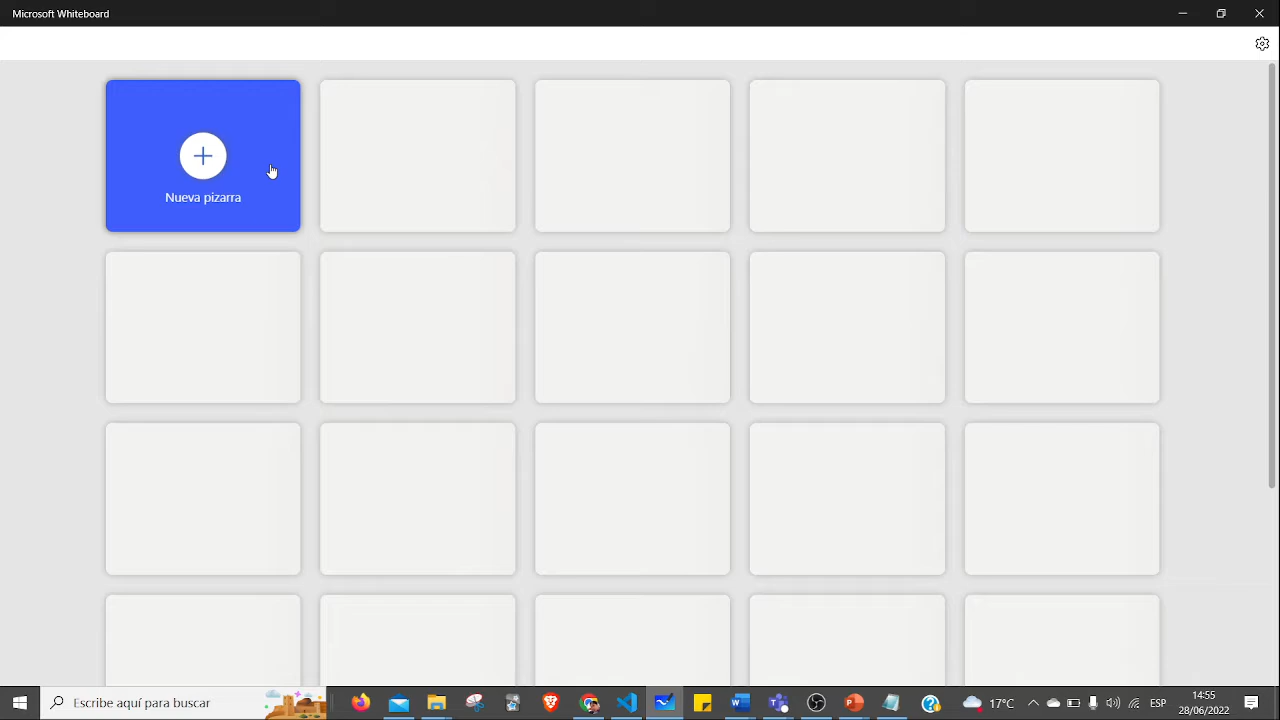 Microsoft Whiteboard
Nueva pizarra
Escribe aquí para buscar
17°C
ESP
14:55
28/06/2022